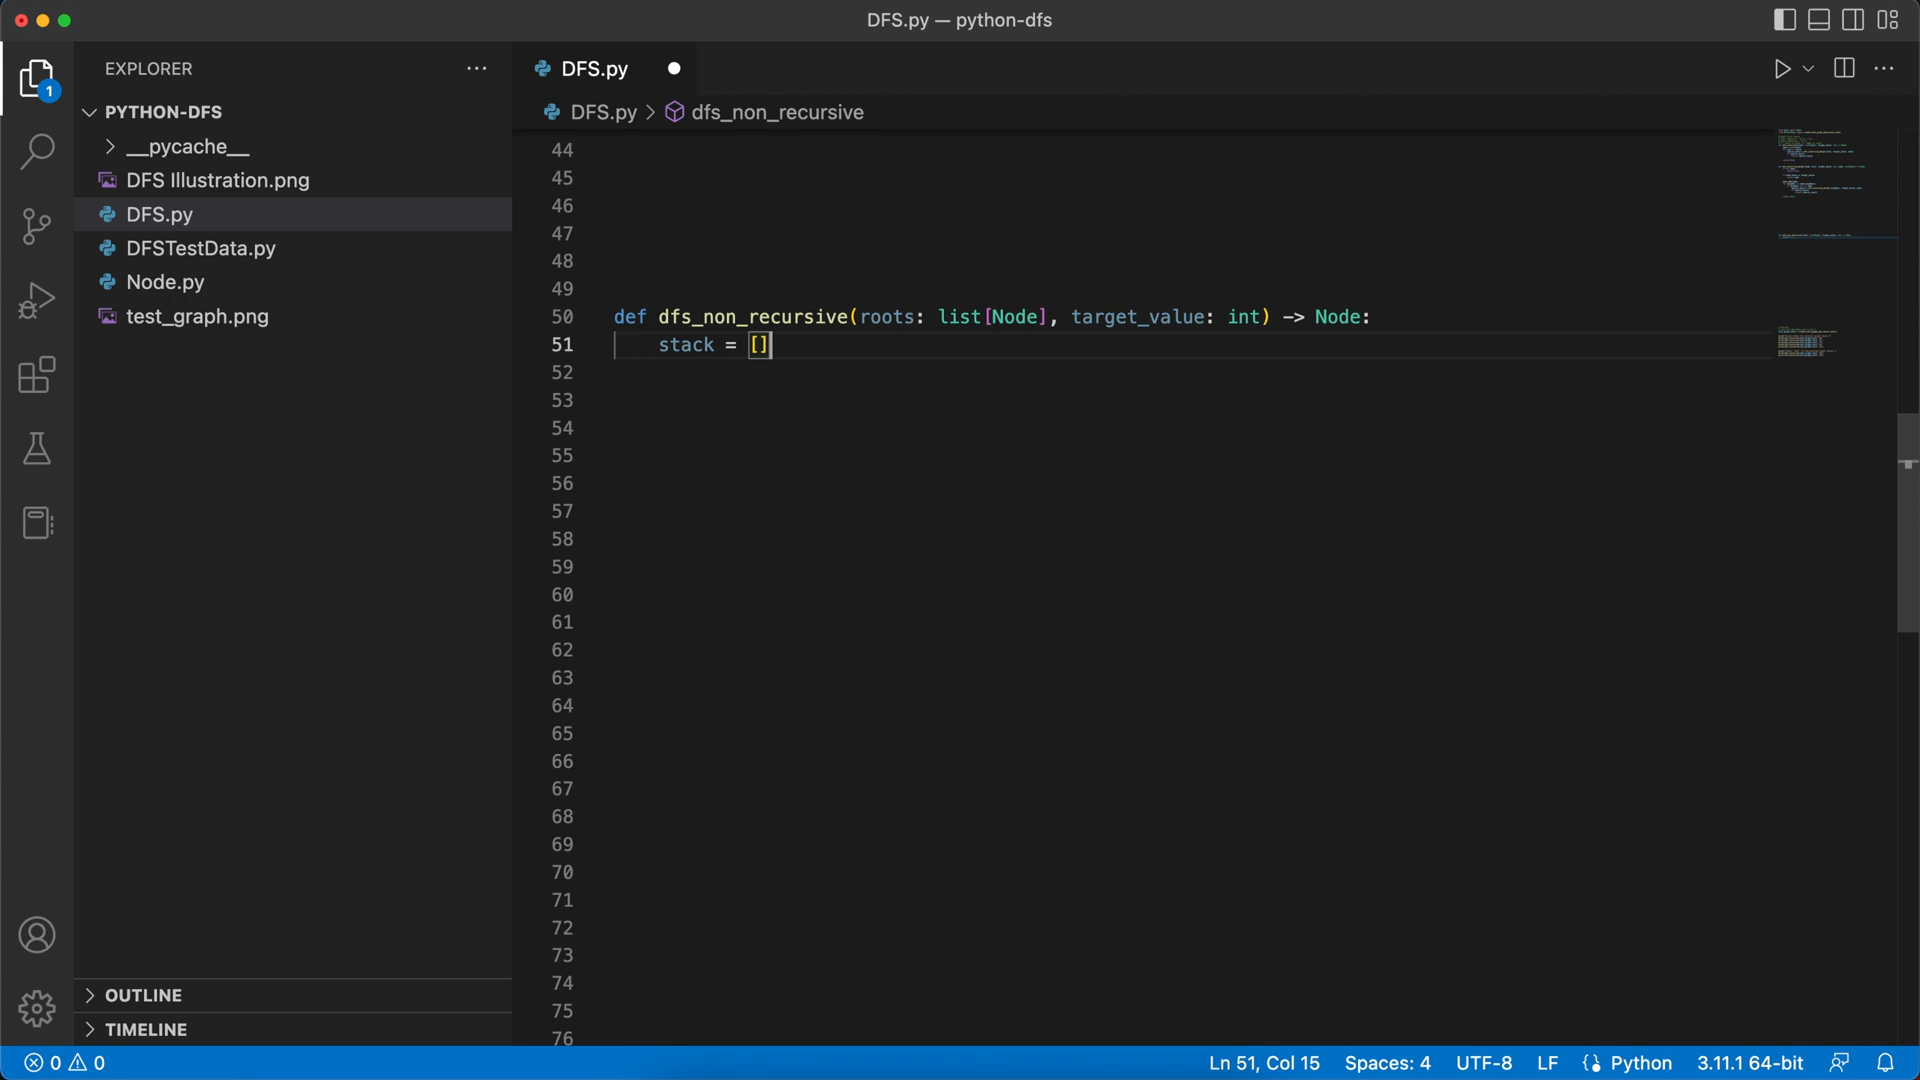 DFS.py — python-dfs
1
EXPLORER
PYTHON-DFS
__pycache__
DFS Illustration.png
DFS.py
DFSTestData.py
Node.py
test_graph.png
OUTLINE
TIMELINE
DFS.py
DFS.py > dfs_non_recursive
44
45
46
47
48
49
50 def dfs_non_recursive(roots: list[Node], target_value: int) -> Node:
51 stack = []
52
53
54
55
56
57
58
59
60
61
62
63
64
65
66
67
68
69
70
71
72
73
74
75
76
0 0 Ln 51, Col 15 Spaces: 4 UTF-8 LF Python 3.11.1 64-bit